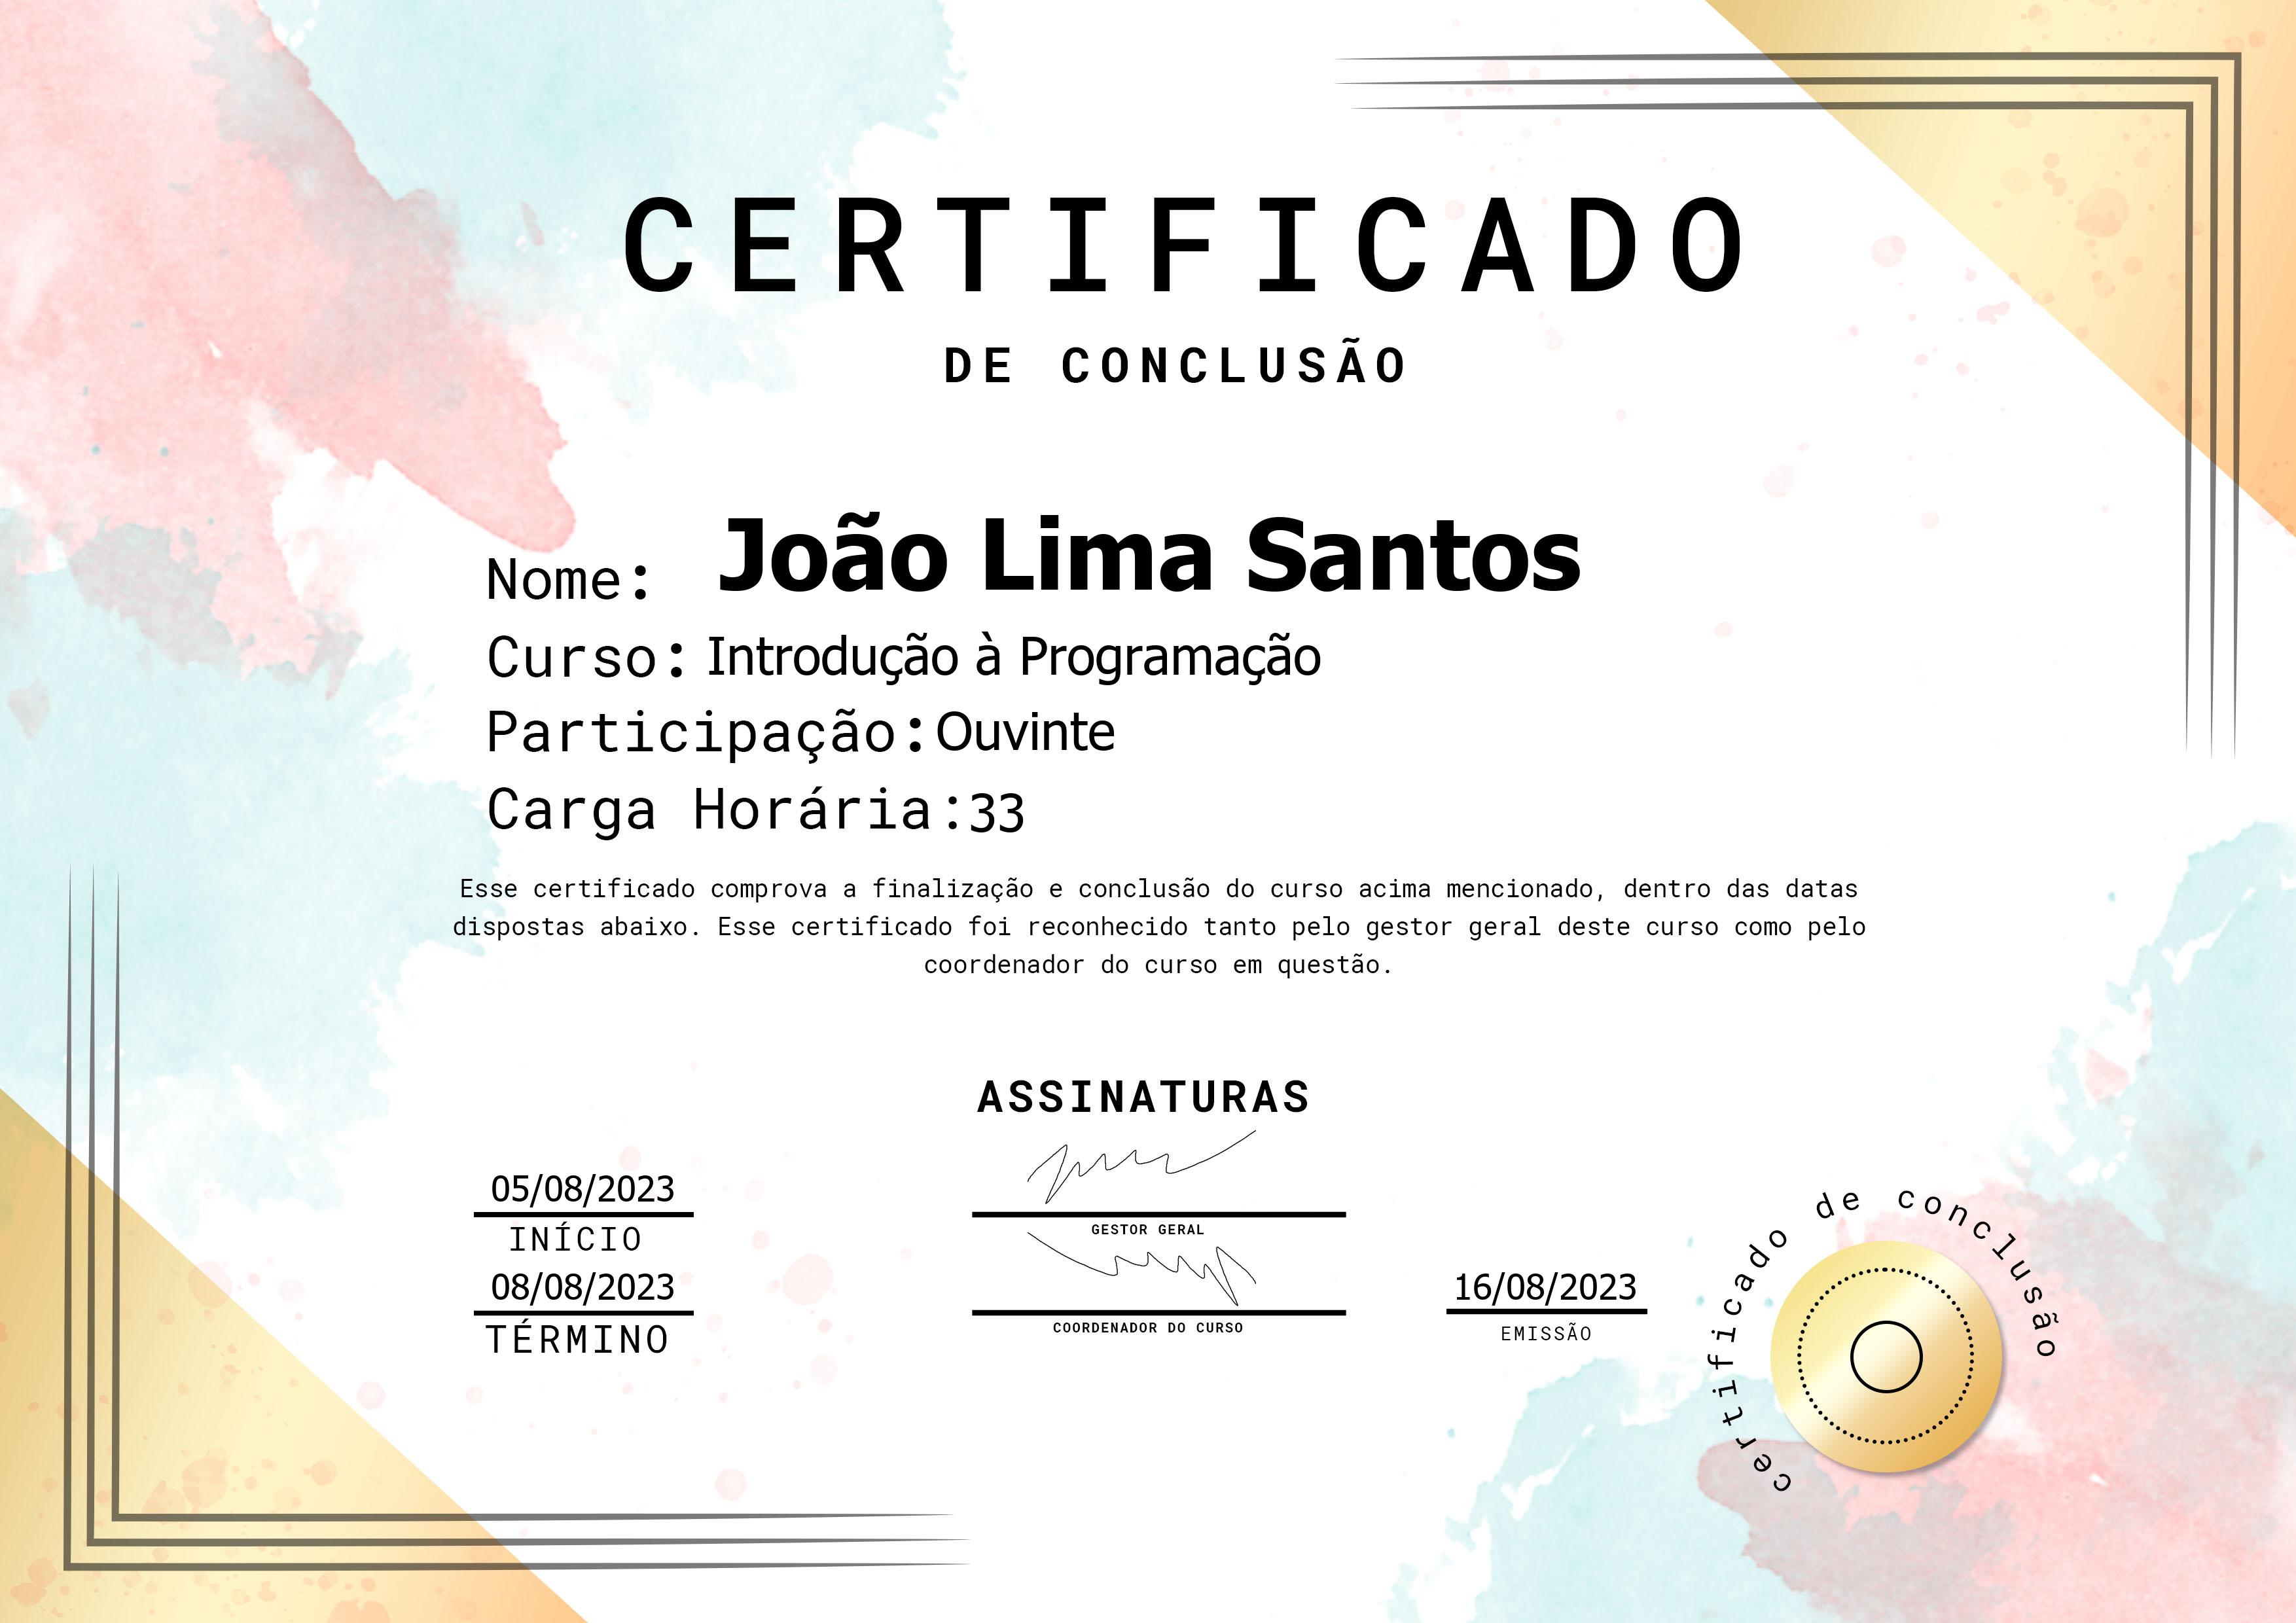 CERTIFICADO
DE CONCLUSÃO
Nome: João Lima Santos
Curso: Introdução à Programação
Participação: Ouvinte
Carga Horária: 33
Esse certificado comprova a finalização e conclusão do curso acima mencionado, dentro das datas
dispostas abaixo. Esse certificado foi reconhecido tanto pelo gestor geral deste curso como pelo
coordenador do curso em questão.
ASSINATURAS
05/08/2023
INÍCIO
GESTOR GERAL
08/08/2023
TÉRMINO
COORDENADOR DO CURSO
16/08/2023
EMISSÃO
certificado de conclusão